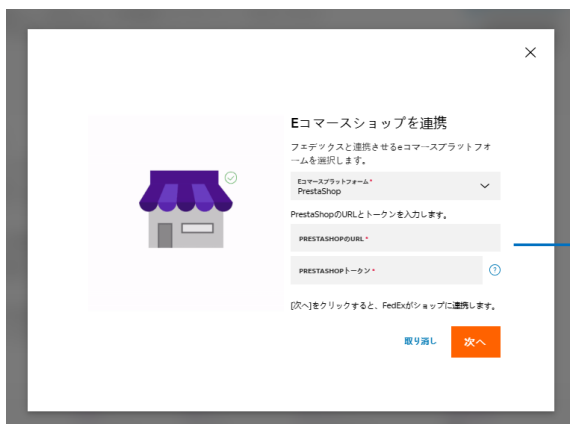 Eコマースショップを連携
フェデックスと連携させるeコマースプラットフォ
ームを選択します。
Eコマースプラットフォーム*
PrestaShop
PrestaShopのURLとトークンを入力します。
PRESTASHOPのURL*
PRESTASHOPトークン*
?
[次へ]をクリックすると、FedExがショップに連携します。
取り消し 次へ